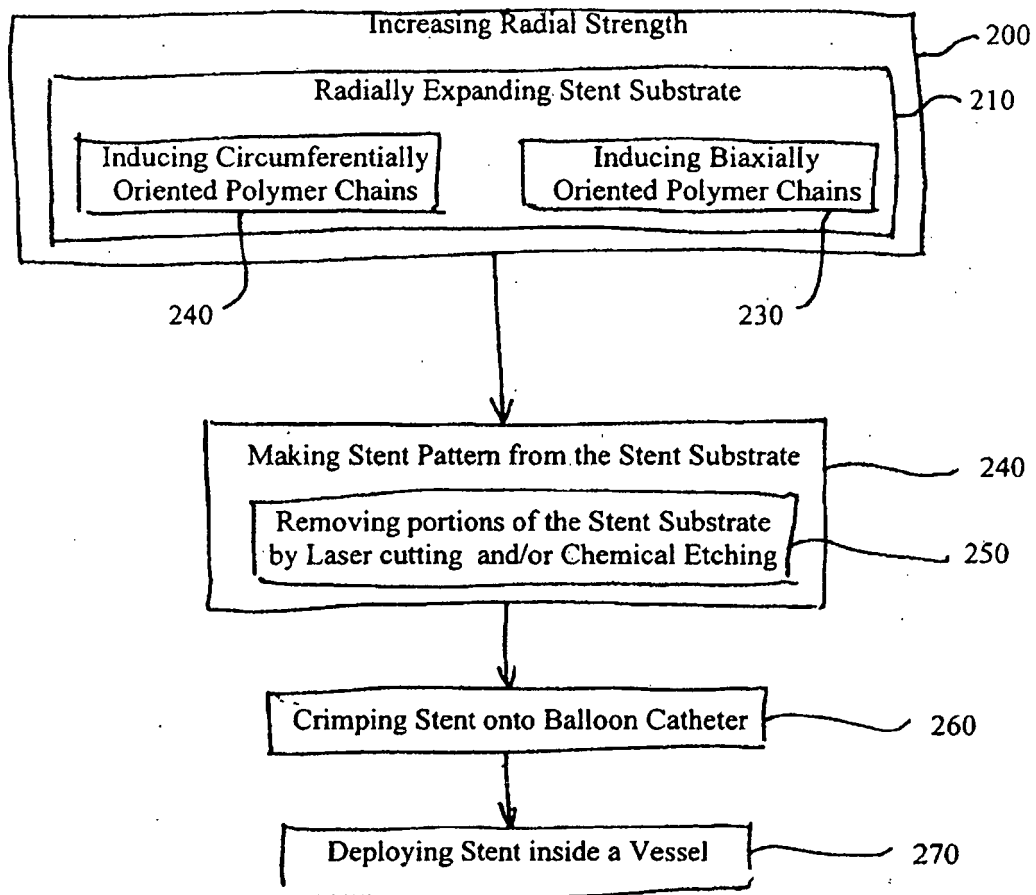 Increasing Radial Strength
200
Radially Expanding Stent Substrate
210
Inducing Circumferentially
Oriented Polymer Chains
Inducing Biaxially
Oriented Polymer Chains
240
230
Making Stent Pattern from the Stent Substrate
240
Removing portions of the Stent Substrate
by Laser cutting and/or Chemical Etching
250
Crimping Stent onto Balloon Catheter
260
Deploying Stent inside a Vessel
270